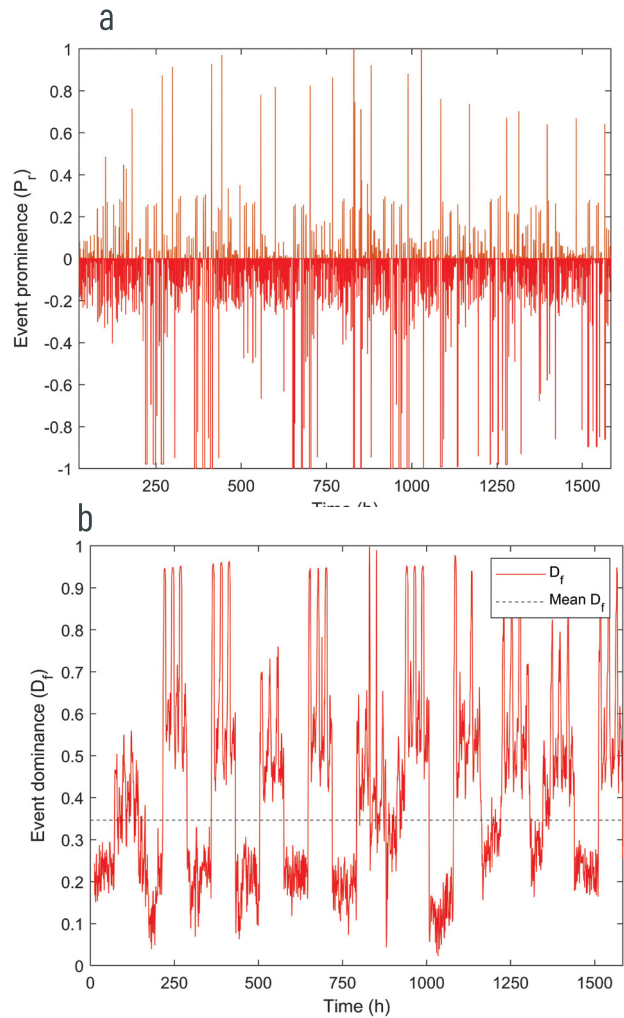 a
1
0.8
0.6
0.4
0.2
0
-0.2
-0.4
-0.6
-0.8
-1
Event prominence (Pr)
250 500 750 1000 1250 1500
Time (h)
b
1
0.9
0.8
0.7
0.6
0.5
0.4
0.3
0.2
0.1
0
Event dominance (Df)
Df
Mean Df
0 250 500 750 1000 1250 1500
Time (h)